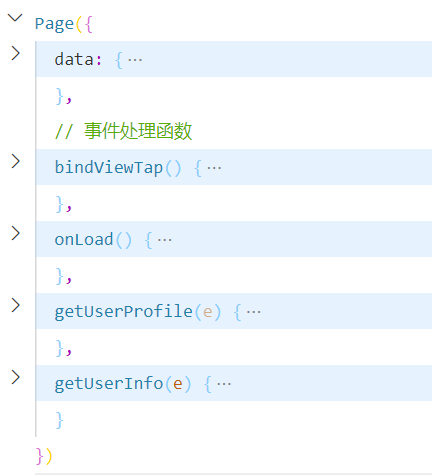 Page({
data: {···
},
// 事件处理函数
bindViewTap() {···
},
onLoad() {···
},
getUserProfile(e) {···
},
getUserInfo(e) {···
}
})